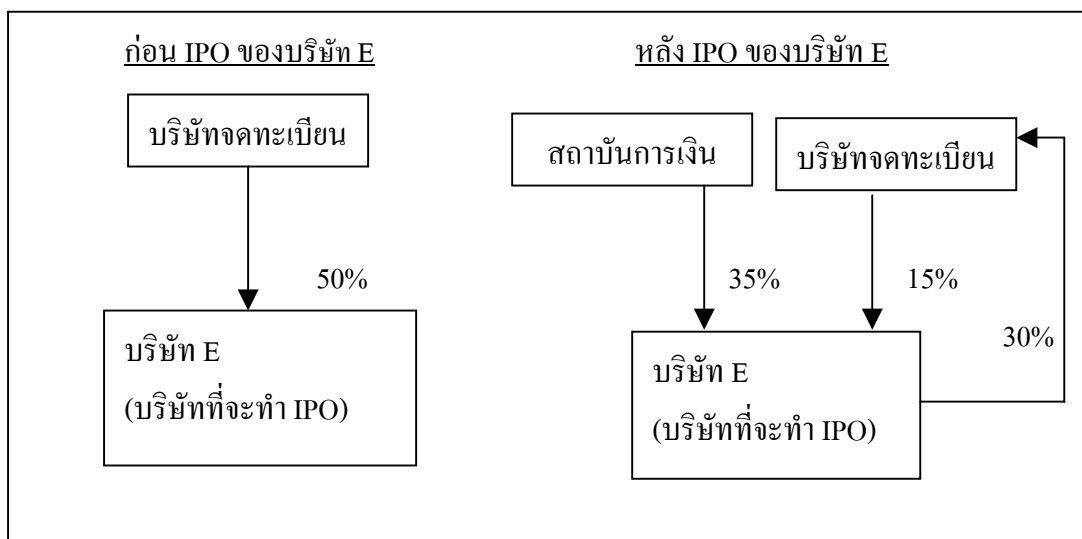 ก่อน IPO ของบริษัท E
บริษัทจดทะเบียน
50%
บริษัท E
(บริษัทที่จะทำ IPO)
หลัง IPO ของบริษัท E
สถาบันการเงิน
บริษัทจดทะเบียน
35%
15%
30%
บริษัท E
(บริษัทที่จะทำ IPO)